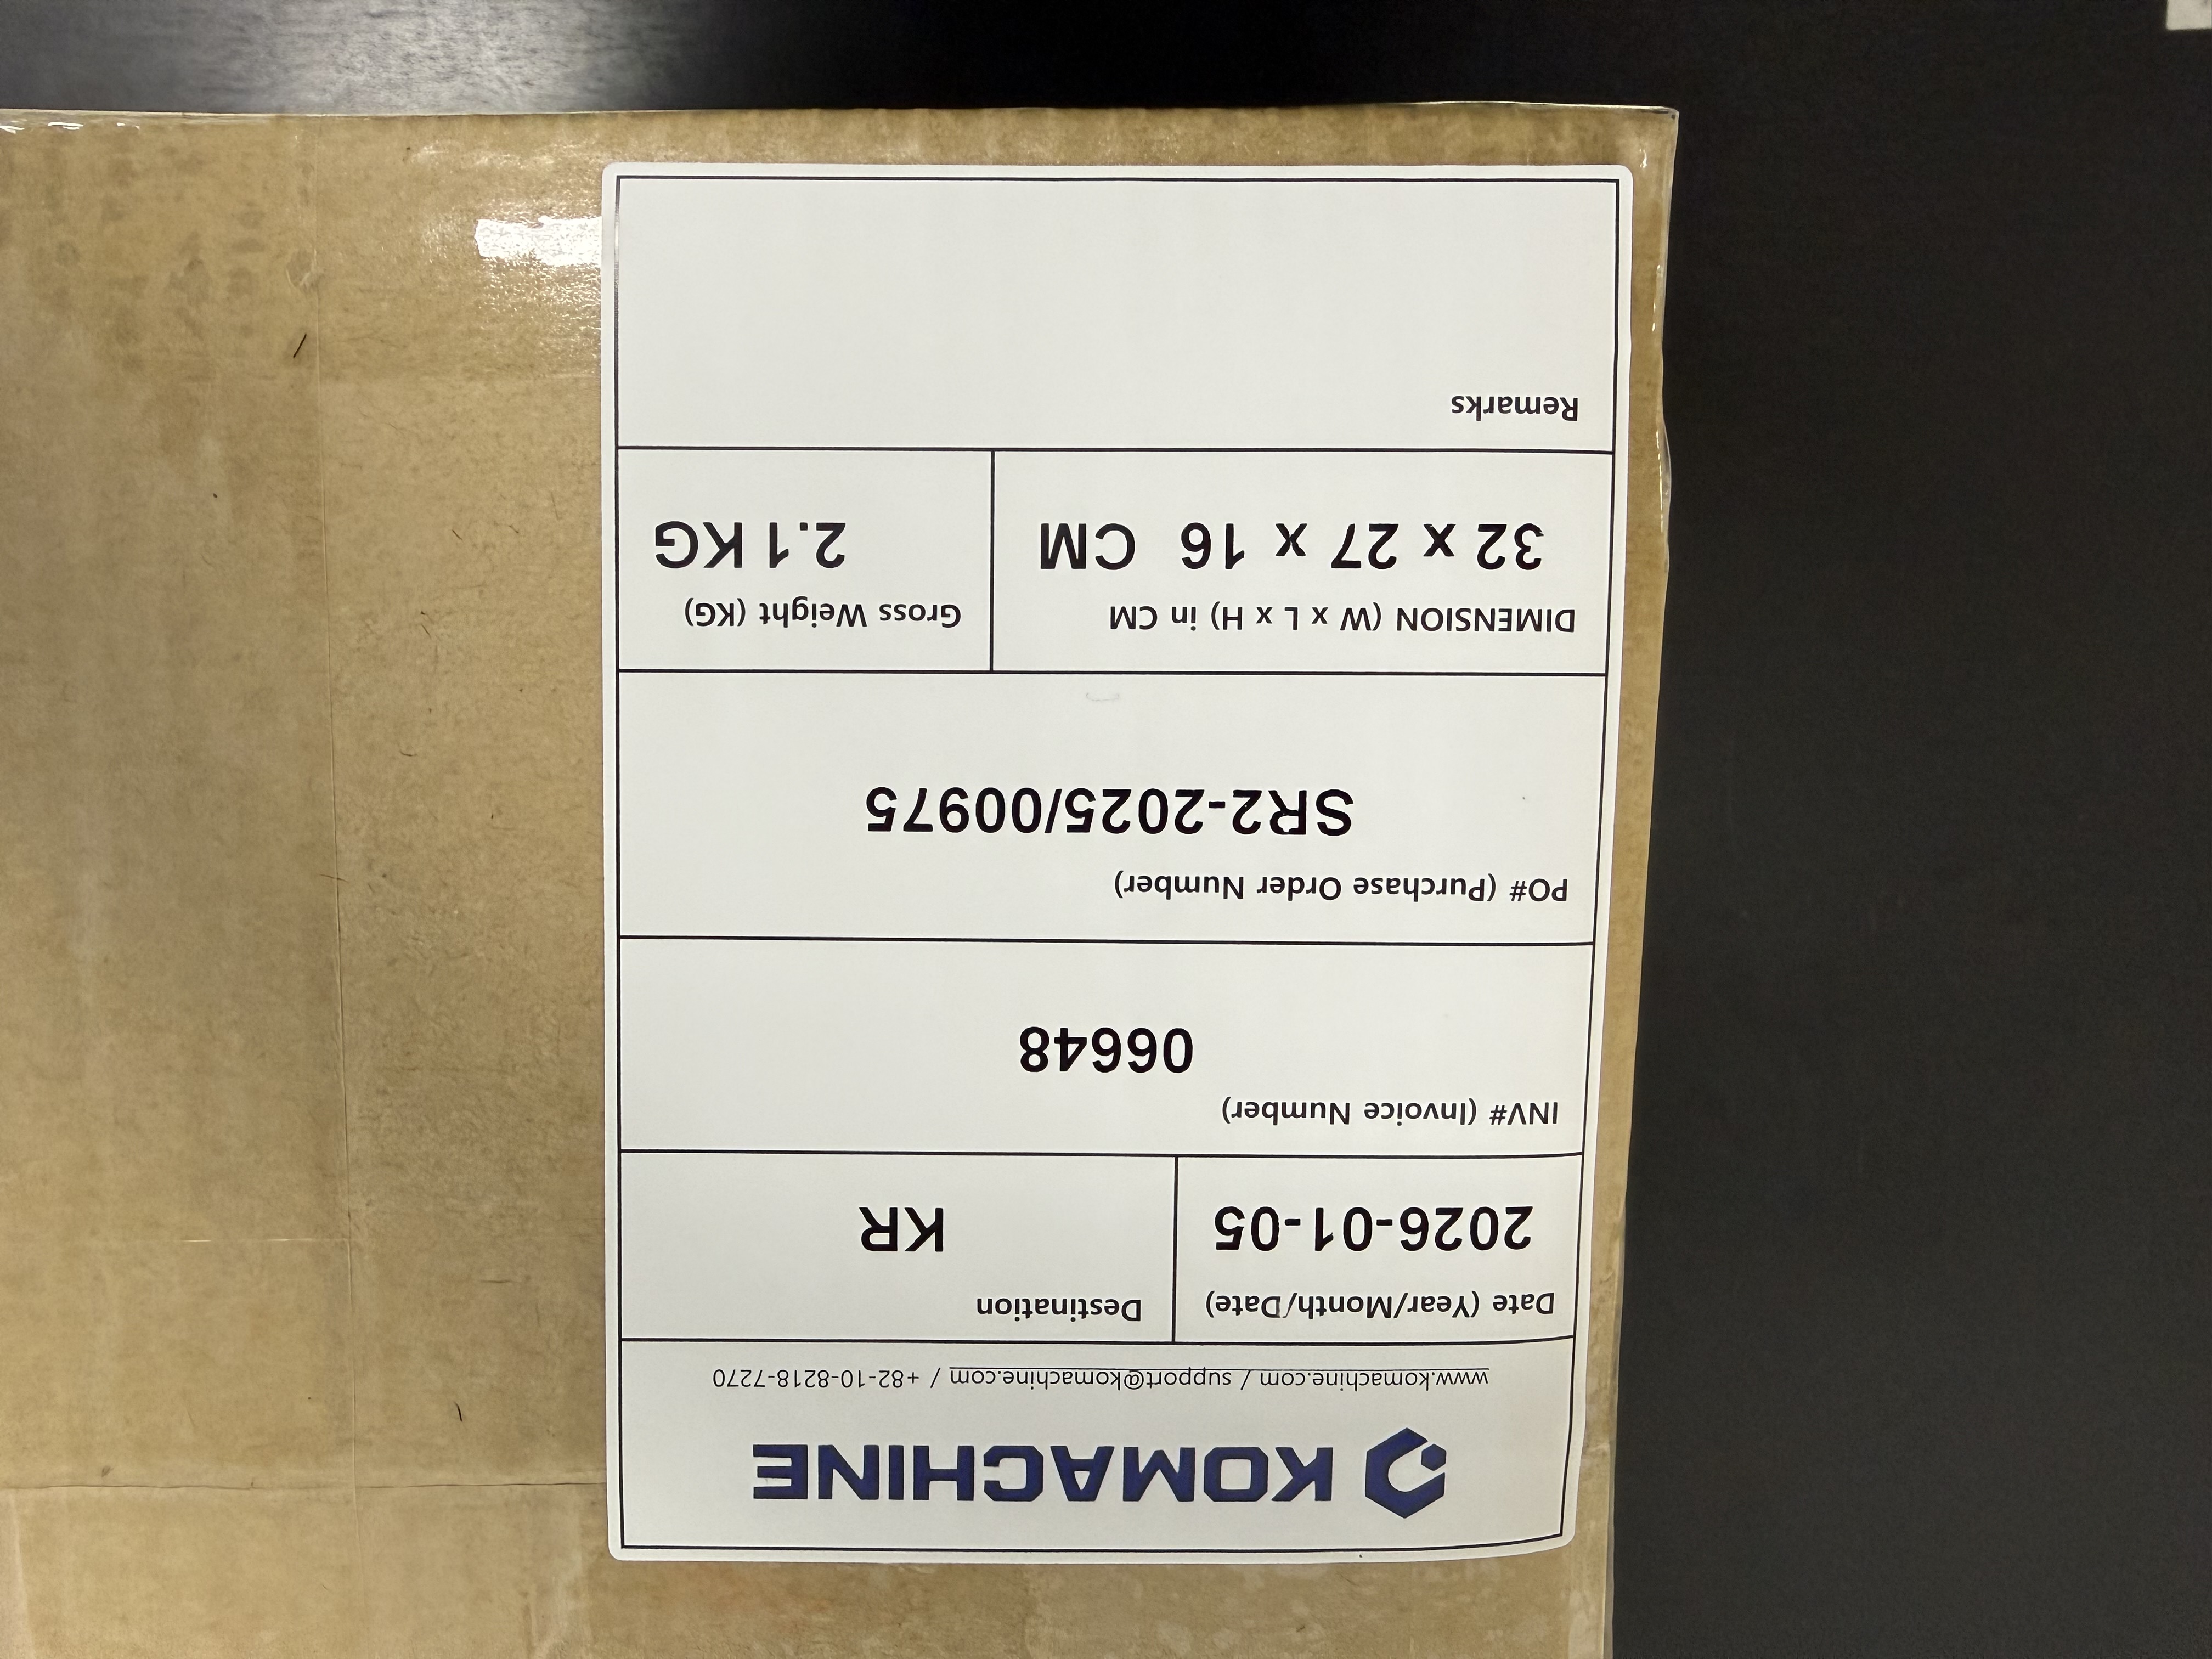 KOMACHINE
www.komachine.com / support@komachine.com / +82-10-8218-7270
Date (Year/Month/Date)
2026-01-05
Destination
KR
INV# (Invoice Number)
06648
PO# (Purchase Order Number)
SR2-2025/00975
DIMENSION (W x L x H) in CM
32 x 27 x 16 CM
Gross Weight (KG)
2.1 KG
Remarks